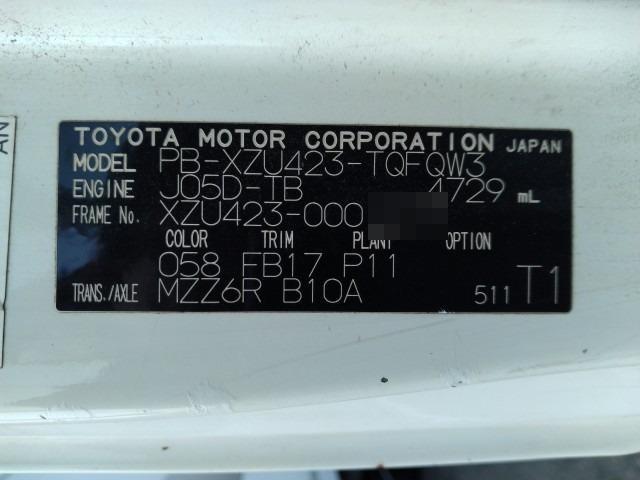 AN
TOYOTA MOTOR CORPORATION JAPAN
MODEL PB-XZU423-TQFQW3
ENGINE J05D-TB 4729 mL
FRAME No. XZU423-000
COLOR TRIM PLANT OPTION
058 FB17 P11
TRANS./AXLE MZZ6R B10A 511 T1